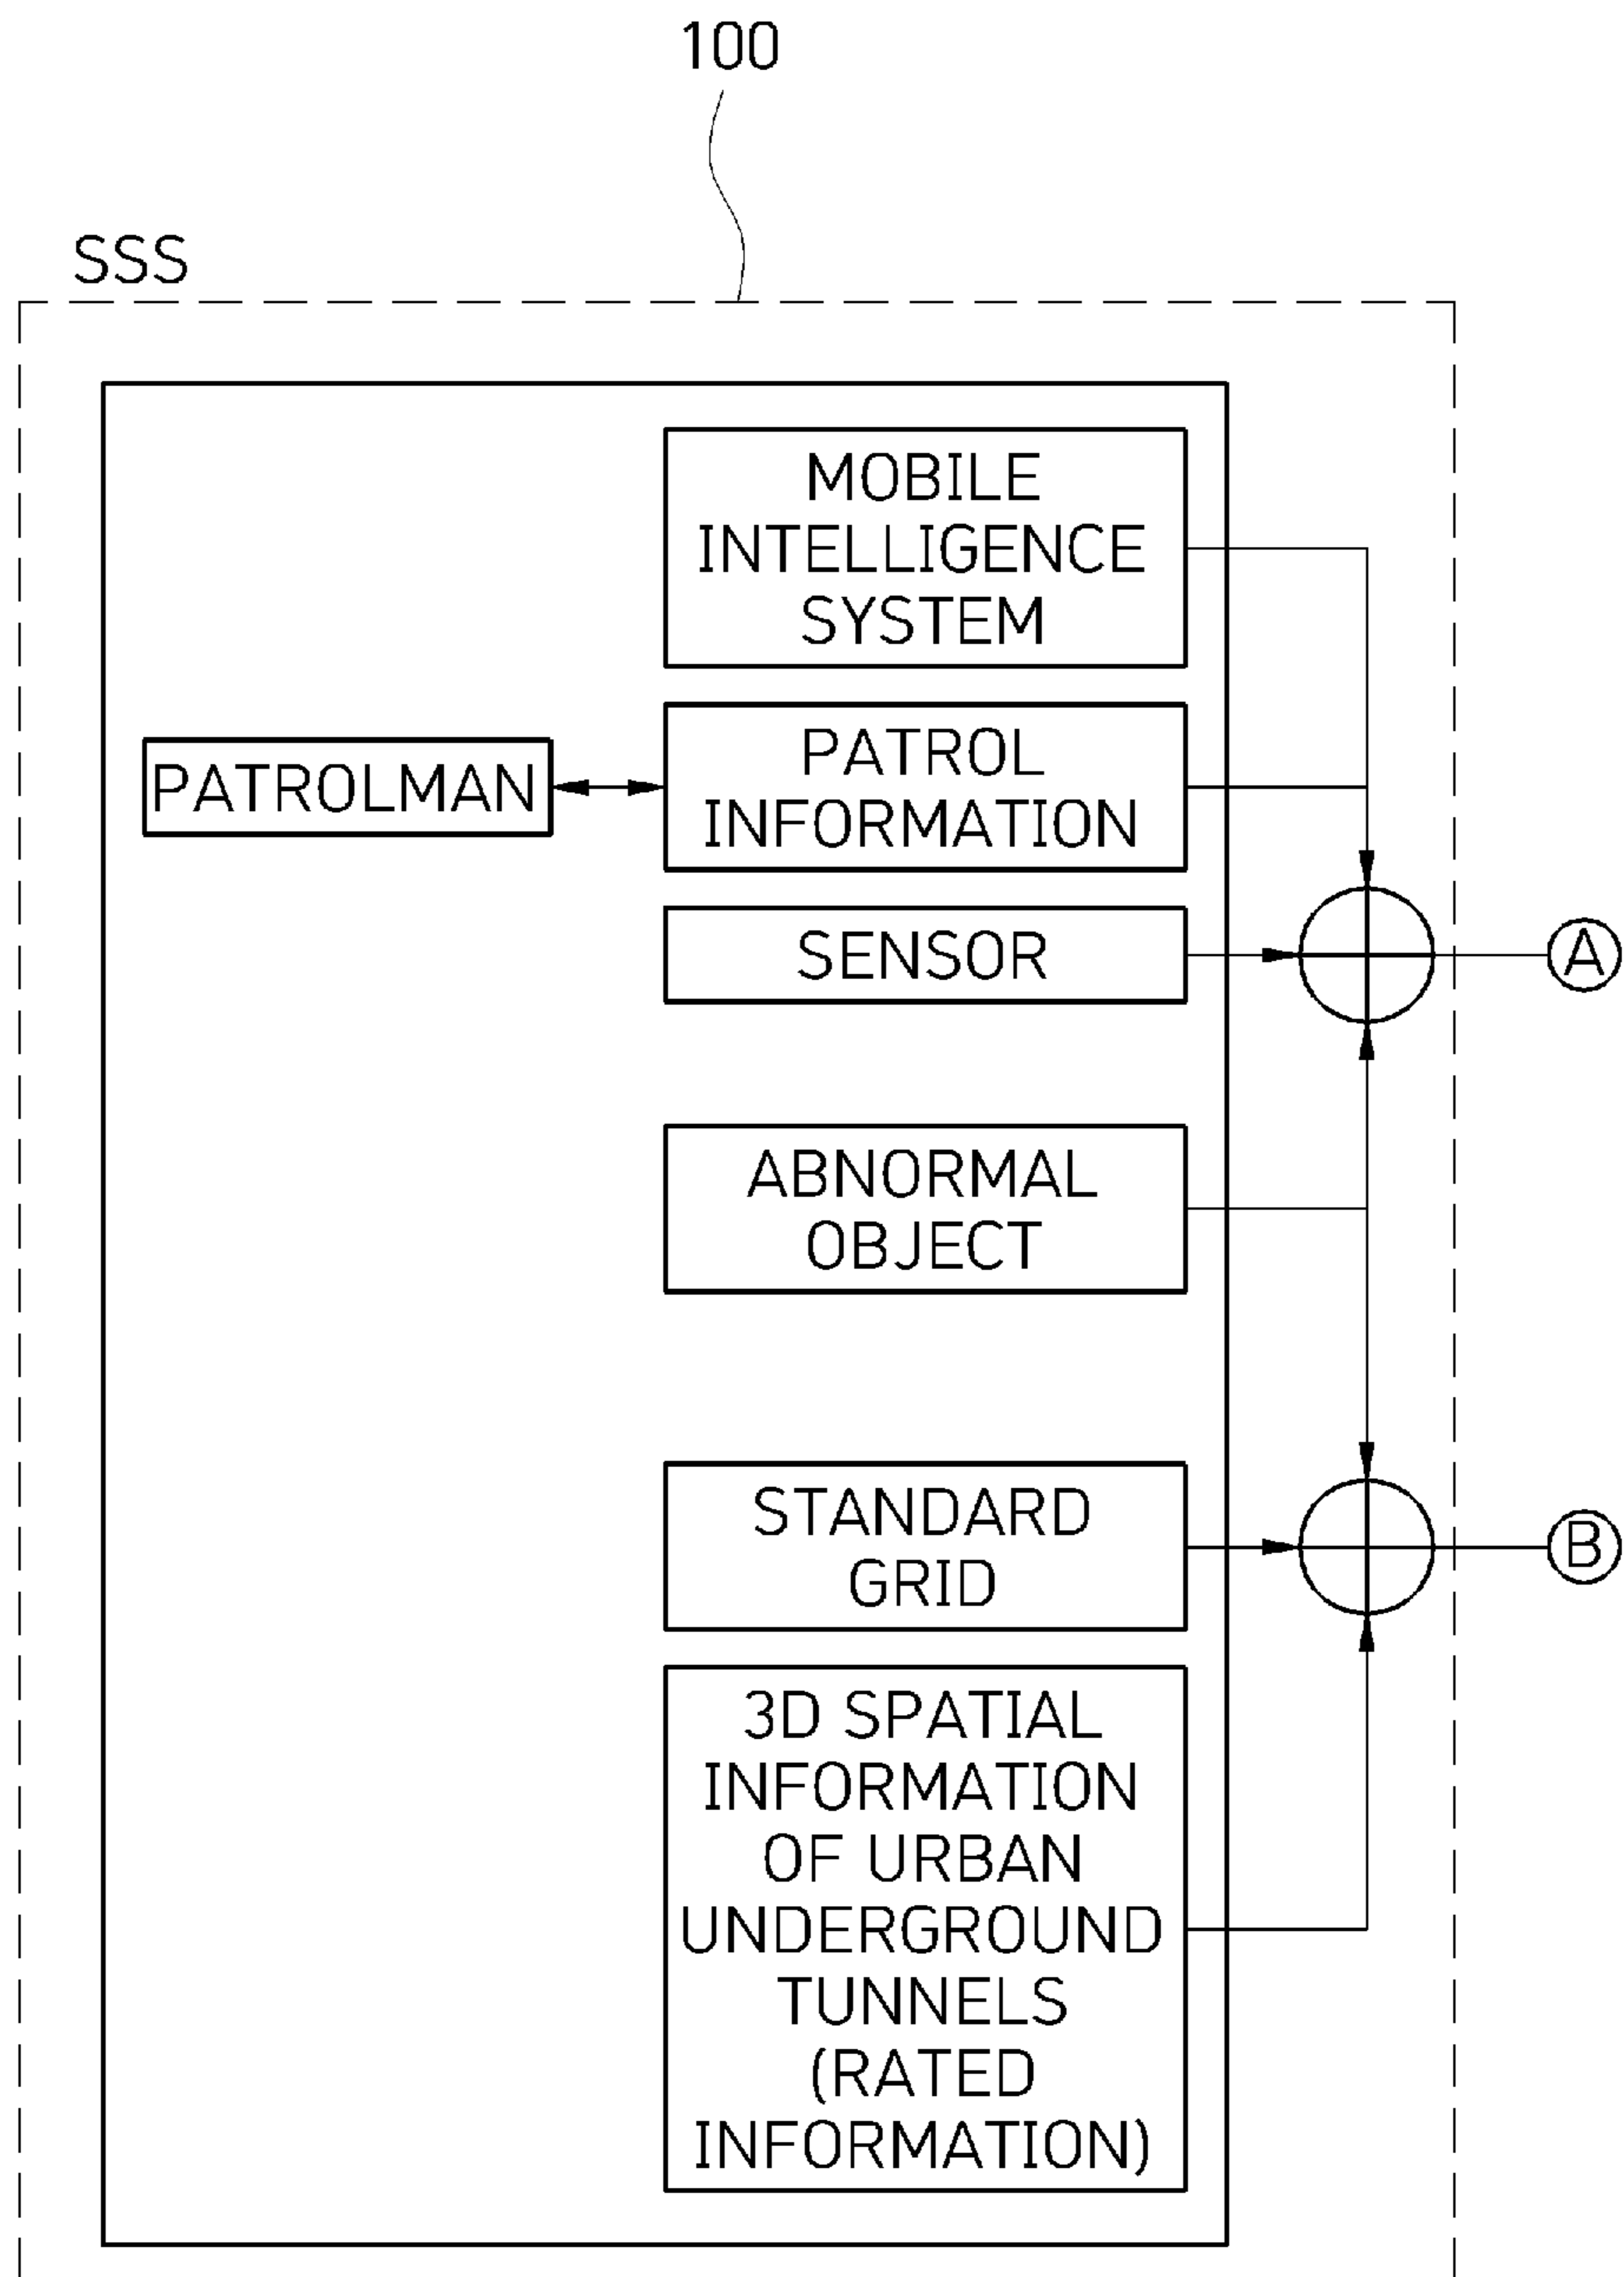 100
SSS
MOBILE
INTELLIGENCE
SYSTEM
PATROLMAN
PATROL
INFORMATION
SENSOR
A
ABNORMAL
OBJECT
STANDARD
GRID
B
3D SPATIAL
INFORMATION
OF URBAN
UNDERGROUND
TUNNELS
(RATED
INFORMATION)